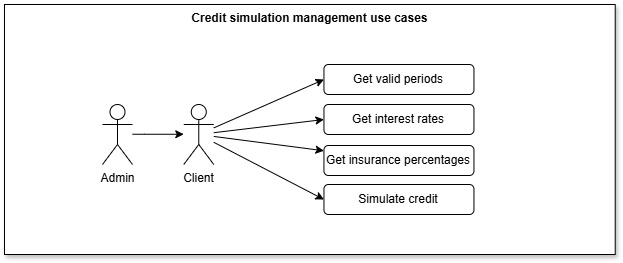 Credit simulation management use cases
Get valid periods
Get interest rates
Get insurance percentages
Simulate credit
Admin
Client